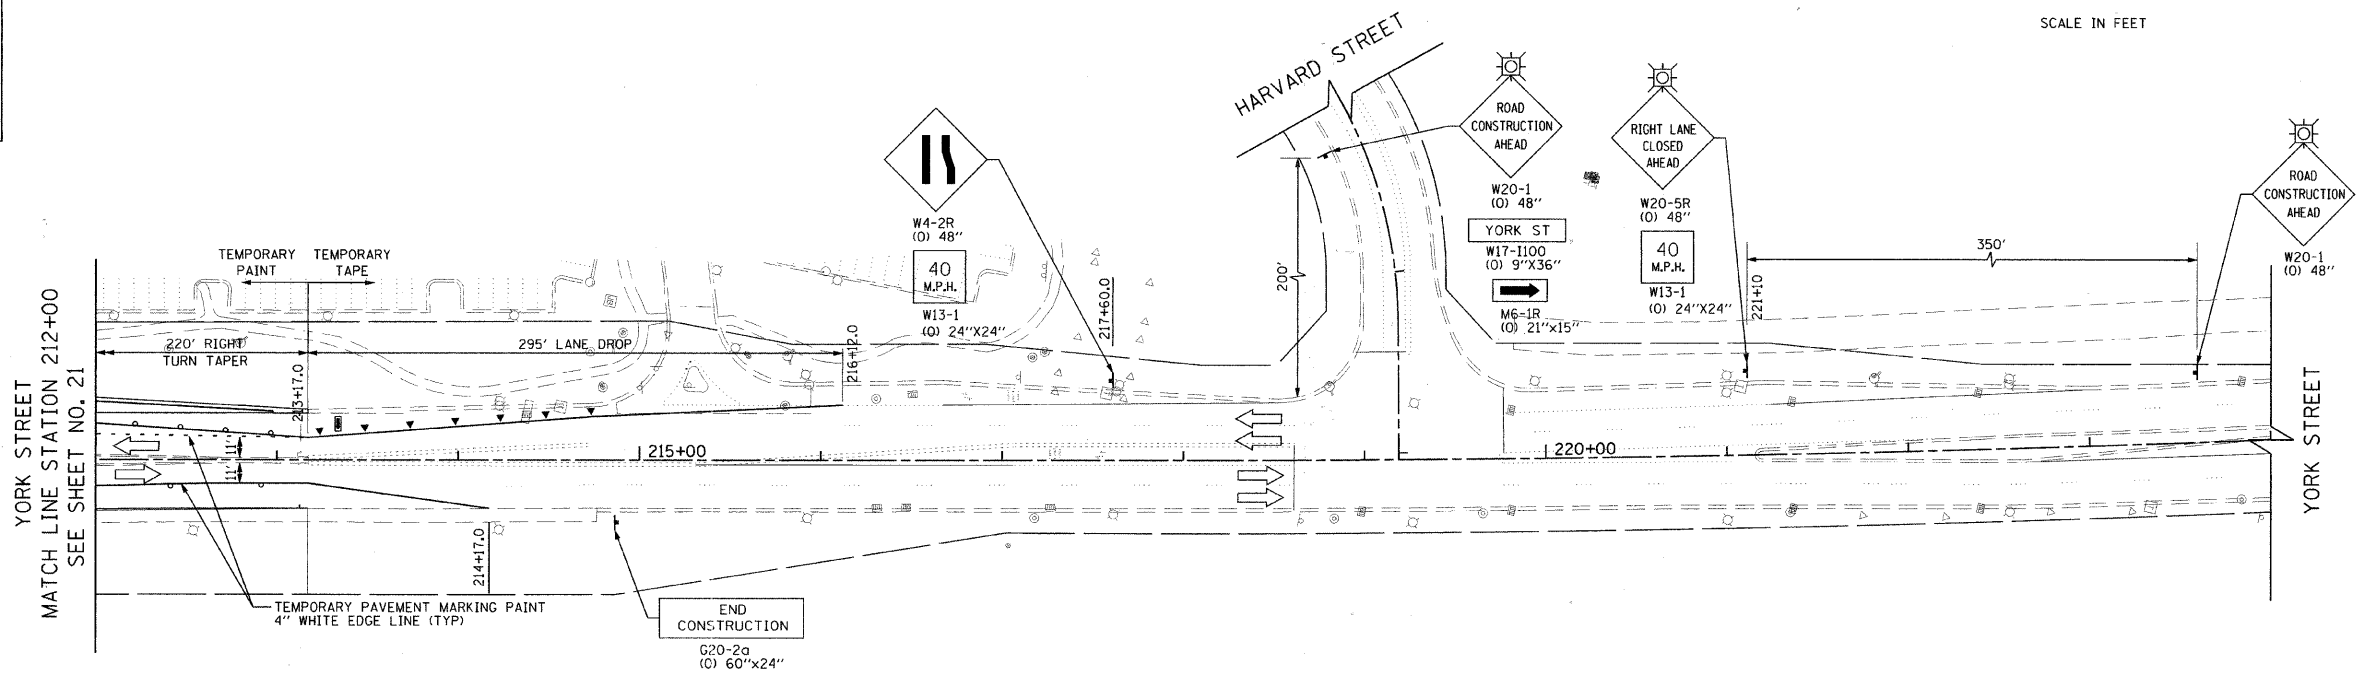 SCALE IN FEET
HARVARD STREET
ROAD
CONSTRUCTION
AHEAD
W20-1
(O) 48"
YORK ST
W17-I100
(O) 9"X36"
M6-1R
(O) 21"x15"
RIGHT LANE
CLOSED
AHEAD
W20-5R
(O) 48"
40
M.P.H.
W13-1
(O) 24"X24"
221+10
350'
ROAD
CONSTRUCTION
AHEAD
W20-1
(O) 48"
W4-2R
(O) 48"
40
M.P.H.
W13-1
(O) 24"X24"
217+60.0
200'
TEMPORARY
PAINT
TEMPORARY
TAPE
220' RIGHT
TURN TAPER
295' LANE DROP
216+12.0
213+17.0
YORK STREET
MATCH LINE STATION 212+00
SEE SHEET NO. 21
11'
11'
215+00
220+00
YORK STREET
214+17.0
TEMPORARY PAVEMENT MARKING PAINT
4" WHITE EDGE LINE (TYP)
END
CONSTRUCTION
G20-2a
(O) 60"x24"